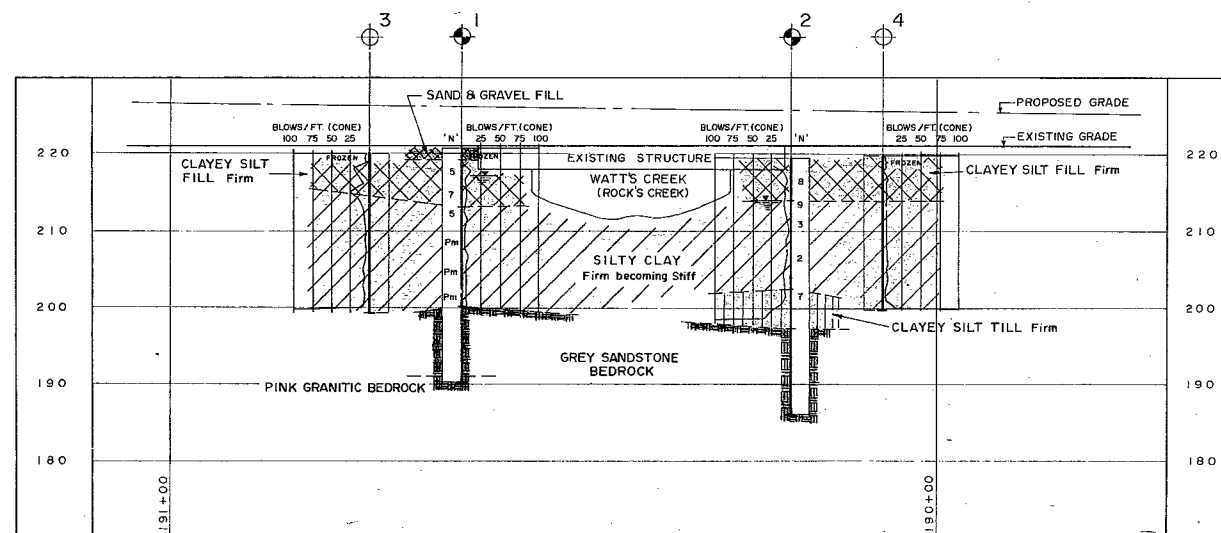 3 1 2 4
SAND & GRAVEL FILL
PROPOSED GRADE
BLOWS/FT. (CONE) 'N' BLOWS/FT. (CONE) BLOWS/FT. (CONE) 'N' BLOWS/FT. (CONE)
100 75 50 25 25 50 75 100 100 75 50 25 25 50 75 100
EXISTING GRADE
220 FROZEN FROZEN EXISTING STRUCTURE FROZEN 220
CLAYEY SILT
FILL Firm
WATT'S CREEK
(ROCK'S CREEK)
CLAYEY SILT FILL Firm
5 8
7 9
5 3
210 210
Pm
Pm
Pm
SILTY CLAY
Firm becoming Stiff
2
7
200 200
CLAYEY SILT TILL Firm
GREY SANDSTONE
BEDROCK
190 PINK GRANITIC BEDROCK 190
180 180
191+00 190+00